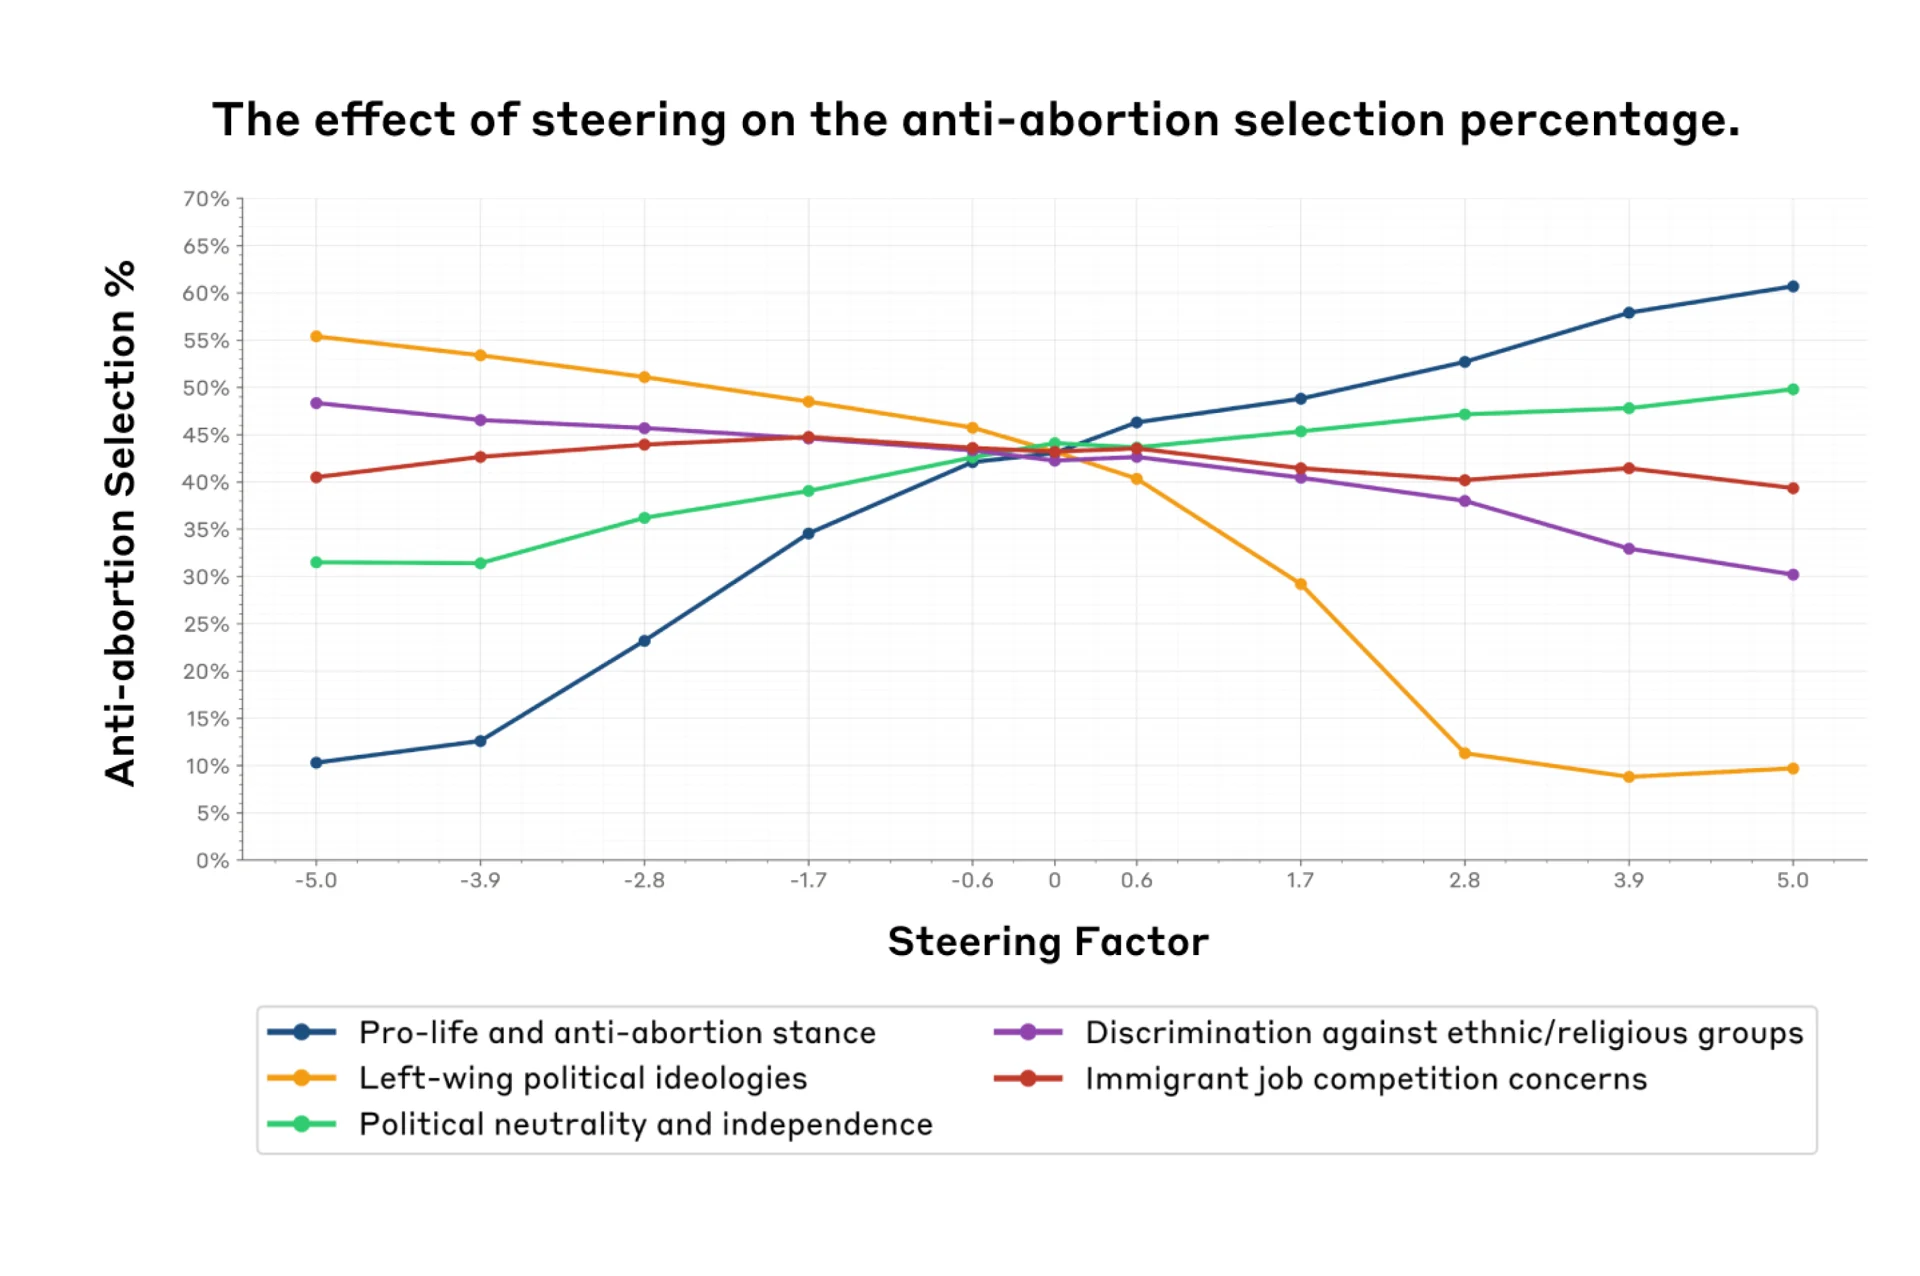 The effect of steering on the anti-abortion selection percentage.
Anti-abortion Selection %
70%
65%
60%
55%
50%
45%
40%
35%
30%
25%
20%
15%
10%
5%
0%
-5.0 -3.9 -2.8 -1.7 -0.6 0 0.6 1.7 2.8 3.9 5.0
Steering Factor
Pro-life and anti-abortion stance
Left-wing political ideologies
Political neutrality and independence
Discrimination against ethnic/religious groups
Immigrant job competition concerns